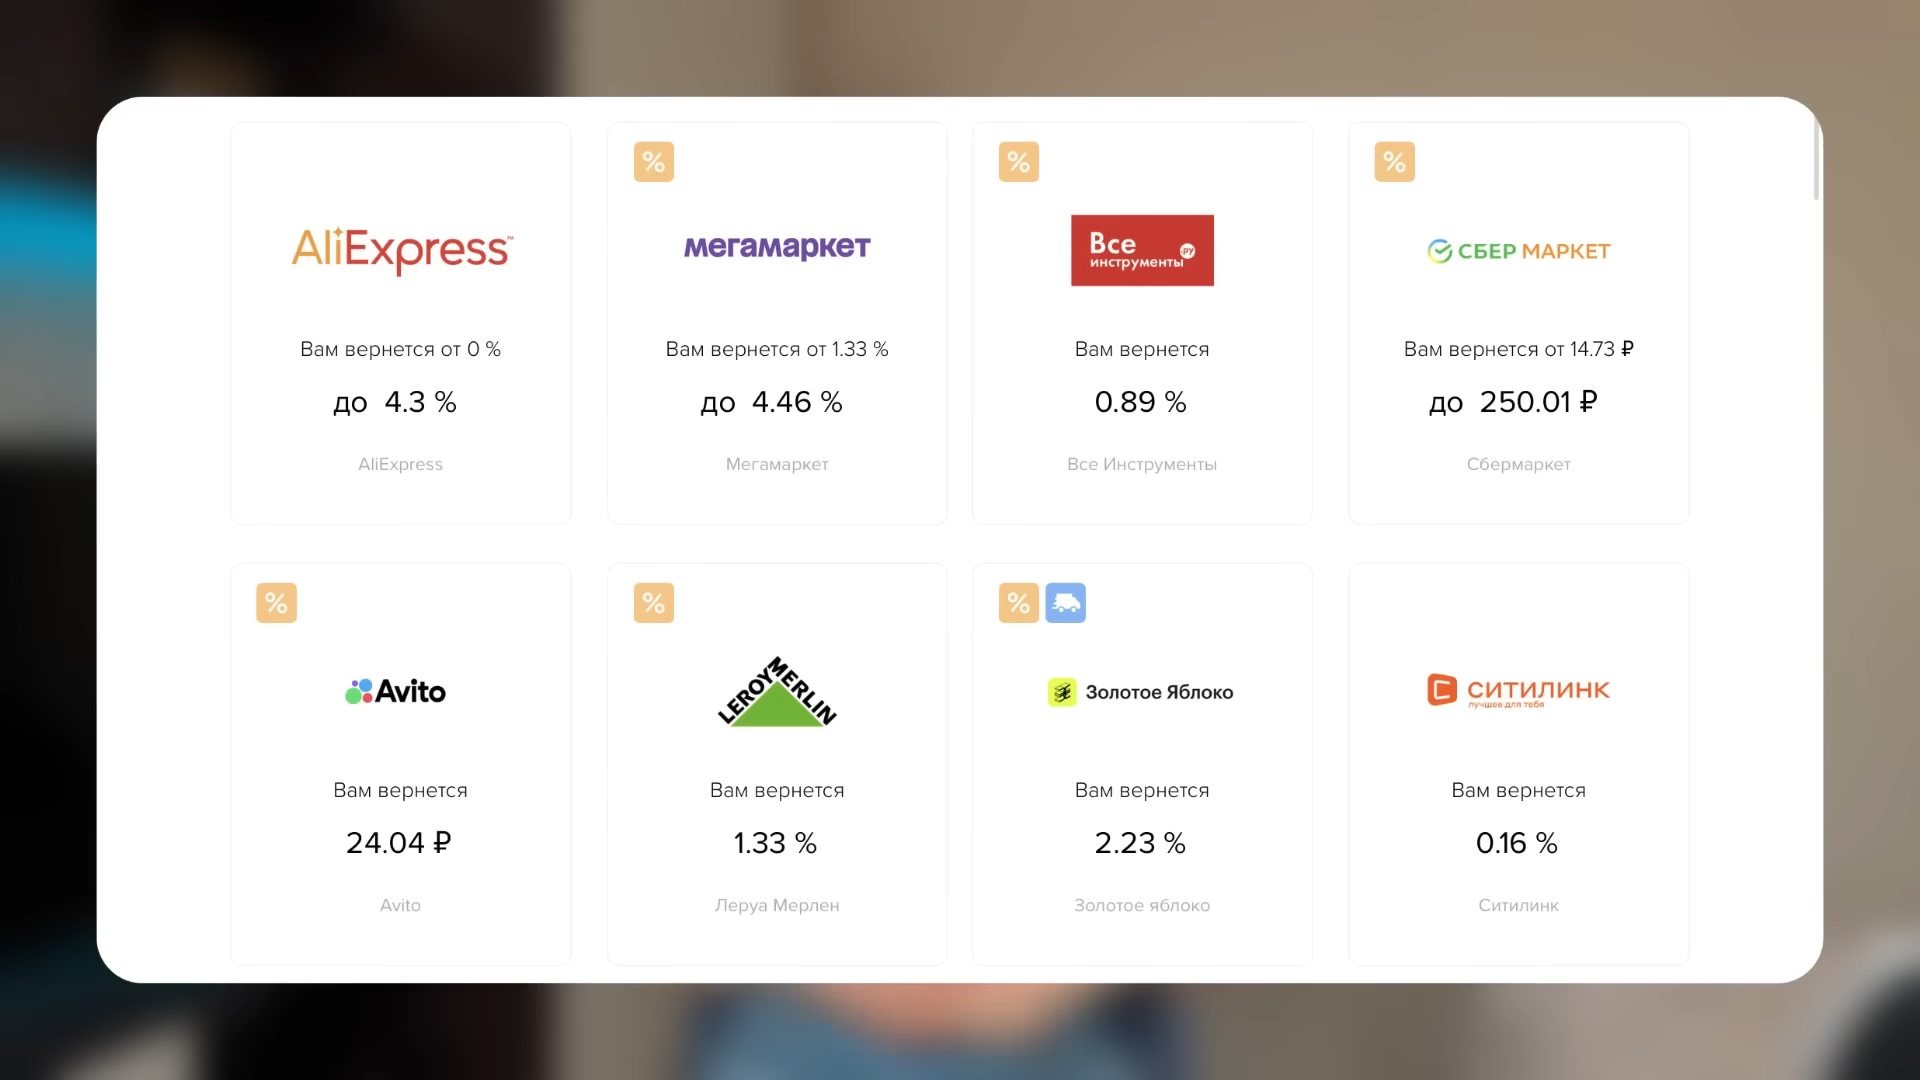 AliExpress™
Вам вернется от 0 %
до 4.3 %
AliExpress
%
мегамаркет
Вам вернется от 1.33 %
до 4.46 %
Мегамаркет
%
Все
инструменты
.РУ
Вам вернется
0.89 %
Все Инструменты
%
СБЕР МАРКЕТ
Вам вернется от 14.73 ₽
до 250.01 ₽
Сбермаркет
%
Avito
Вам вернется
24.04 ₽
Avito
%
LEROY MERLIN
Вам вернется
1.33 %
Леруа Мерлен
%
Золотое Яблоко
Вам вернется
2.23 %
Золотое яблоко
СИТИЛИНК
лучшее для тебя
Вам вернется
0.16 %
Ситилинк